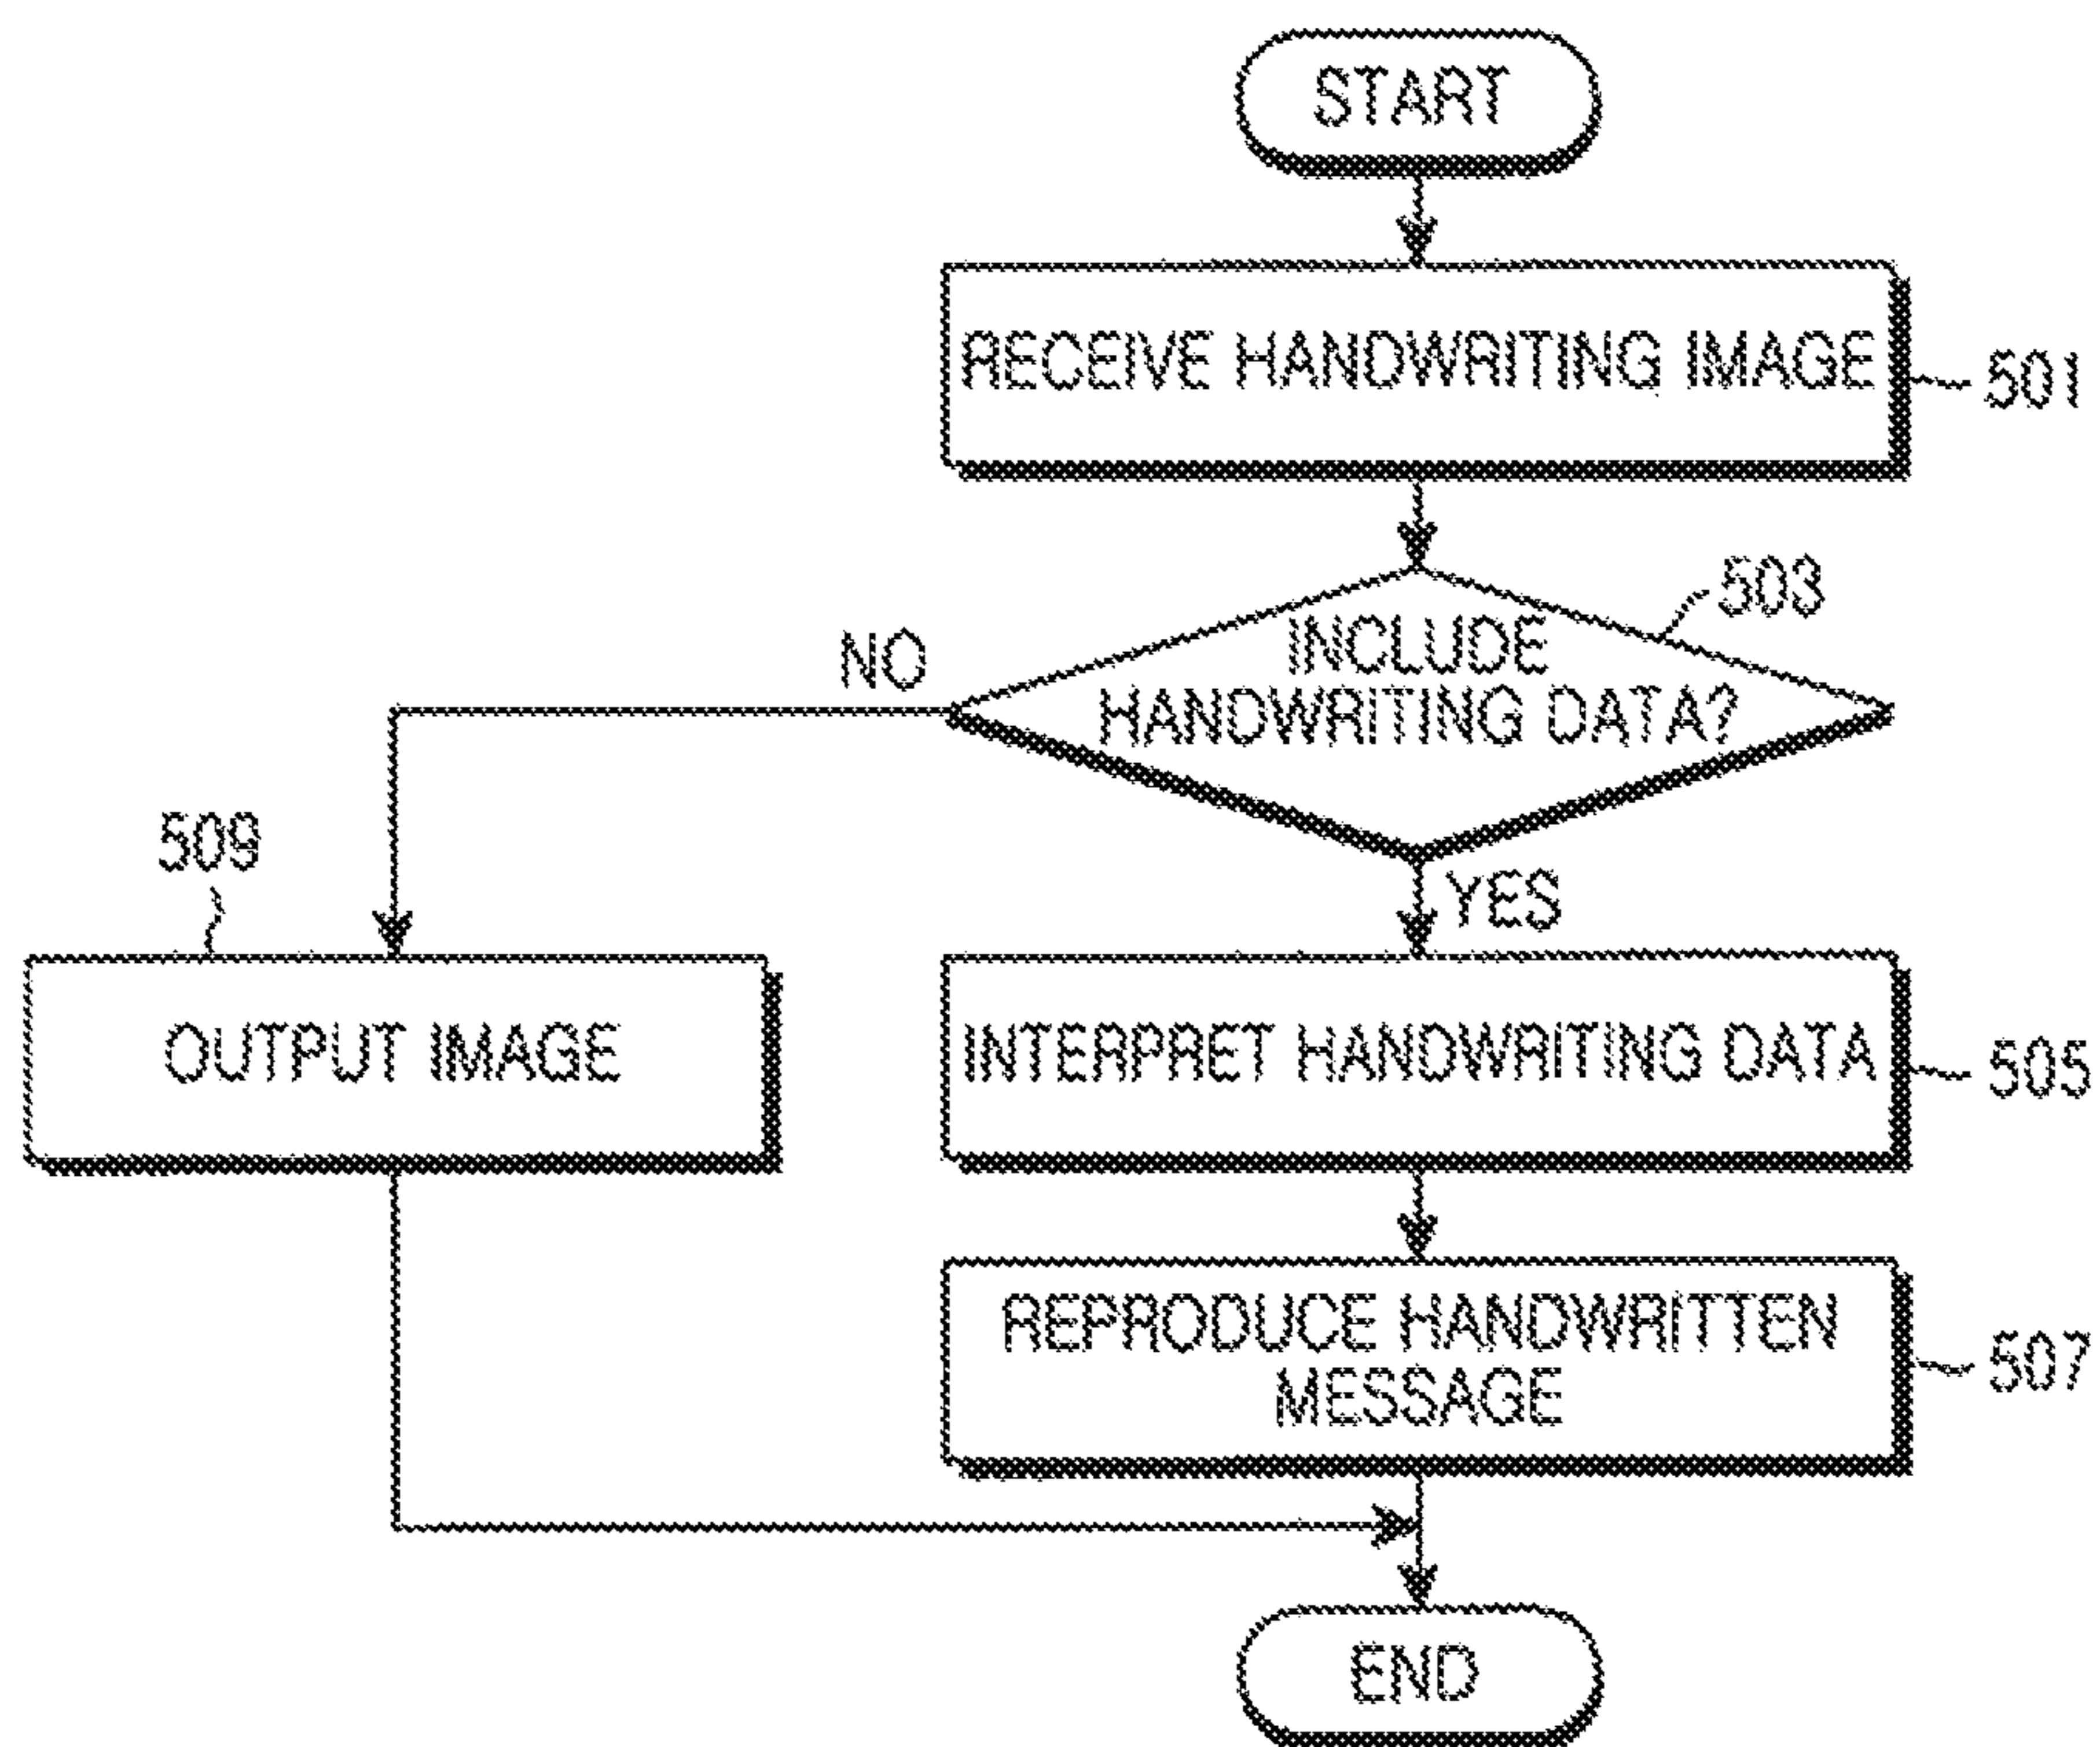 START
RECEIVE HANDWRITING IMAGE
501
503
INCLUDE
HANDWRITING DATA?
NO
YES
509
OUTPUT IMAGE
INTERPRET HANDWRITING DATA
505
REPRODUCE HANDWRITTEN
MESSAGE
507
END